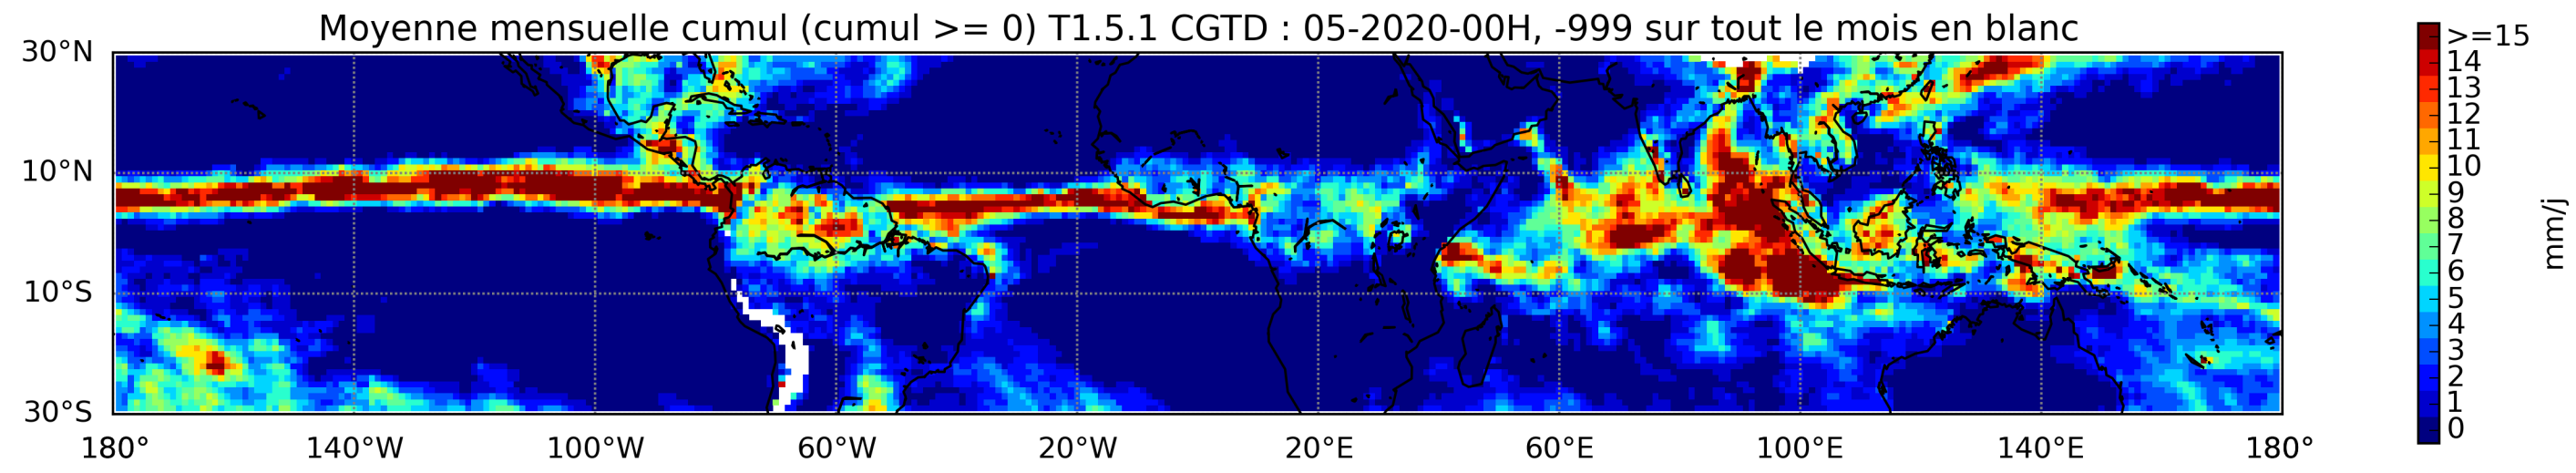 Moyenne mensuelle cumul (cumul >= 0) T1.5.1 CGTD : 05-2020-00H, -999 sur tout le mois en blanc
30°N
10°N
10°S
30°S
180° 140°W 100°W 60°W 20°W 20°E 60°E 100°E 140°E 180°
>=15
14
13
12
11
10
9
8
7
6
5
4
3
2
1
0
mm/j